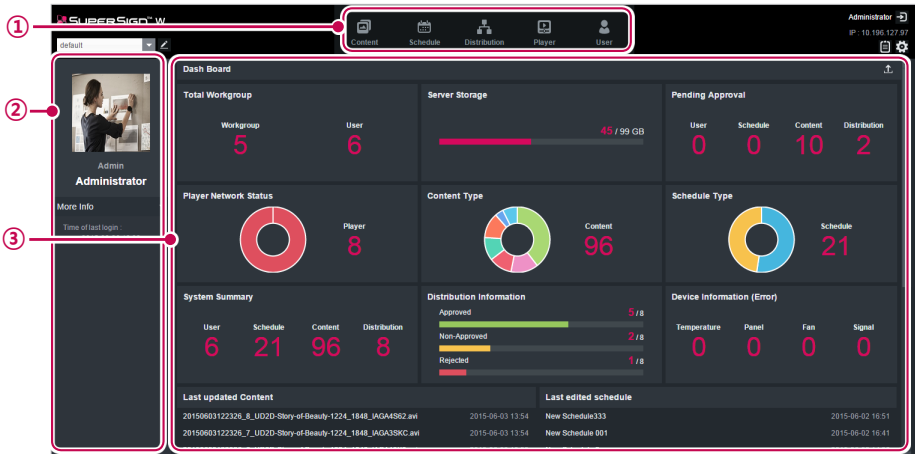 ①
SUPERSIGN™ W
Content Schedule Distribution Player User
Administrator
IP : 10.196 127.97
default
②
③
Admin
Administrator
More Info
Time of last login :
Dash Board
Total Workgroup
Workgroup User
5 6
Server Storage
45 / 99 GB
Pending Approval
User Schedule Content Distribution
0 0 10 2
Player Network Status
Player
8
Content Type
Content
96
Schedule Type
Schedule
21
System Summary
User Schedule Content Distribution
6 21 96 8
Distribution Information
Approved 5 / 8
Non-Approved 2 / 8
Rejected 1 / 8
Device Information (Error)
Temperature Panel Fan Signal
0 0 0 0
Last updated Content
20150603122326_8_UD2D-Story-of-Beauty-1224_1848_IAGA4S62.avi 2015-06-03 13:54
20150603122326_7_UD2D-Story-of-Beauty-1224_1848_IAGA3SKC.avi 2015-06-03 13:54
Last edited schedule
New Schedule333 2015-06-02 16:51
New Schedule 001 2015-06-02 16:41